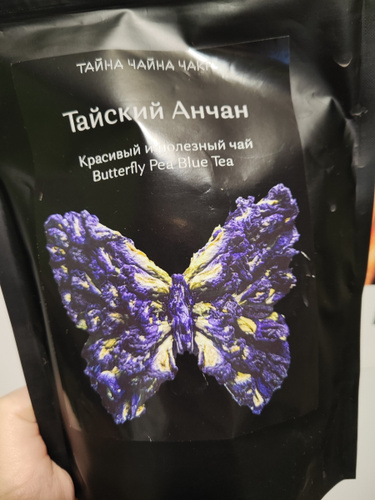 ТАЙНА ЧАЙНА
Тайский Анчан
Красивый и полезный чай
Butterfly Pea Blue Tea